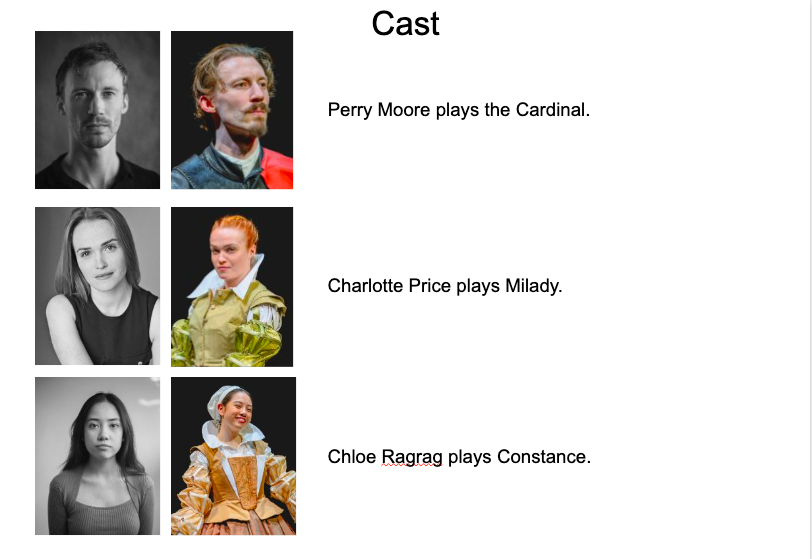 Cast
Perry Moore plays the Cardinal.
Charlotte Price plays Milady.
Chloe Ragrag plays Constance.